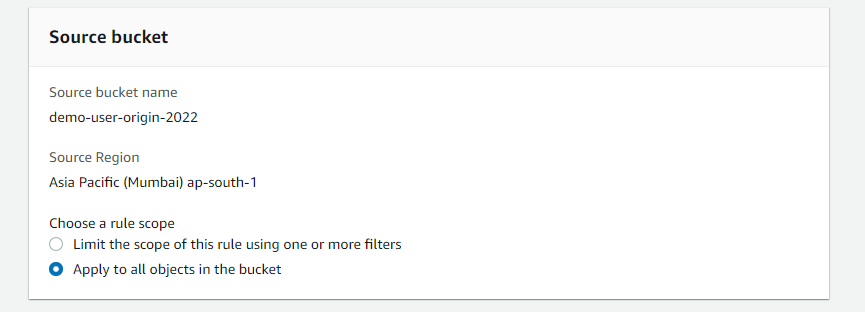 Source bucket
Source bucket name
demo-user-origin-2022
Source Region
Asia Pacific (Mumbai) ap-south-1
Choose a rule scope
Limit the scope of this rule using one or more filters
Apply to all objects in the bucket